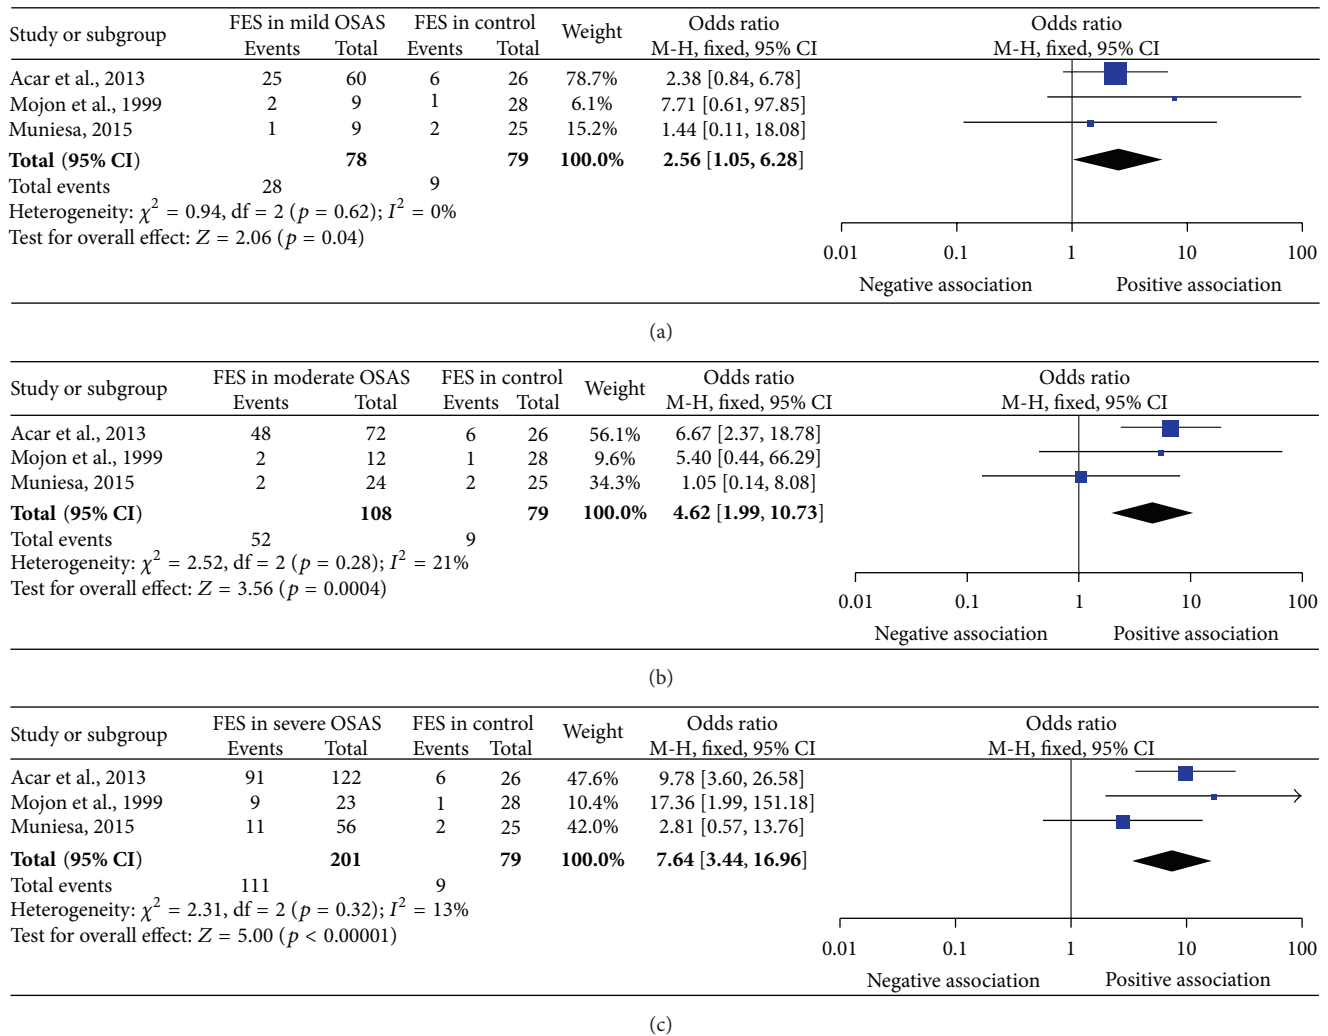 Study or subgroup FES in mild OSAS FES in control Weight Odds ratio Odds ratio
Events Total Events Total M-H, fixed, 95% CI M-H, fixed, 95% CI
Acar et al., 2013 25 60 6 26 78.7% 2.38 [0.84, 6.78]
Mojon et al., 1999 2 9 1 28 6.1% 7.71 [0.61, 97.85]
Muniesa, 2015 1 9 2 25 15.2% 1.44 [0.11, 18.08]
Total (95% CI) 78 79 100.0% 2.56 [1.05, 6.28]
Total events 28 9
Heterogeneity: χ² = 0.94, df = 2 (p = 0.62); I² = 0%
Test for overall effect: Z = 2.06 (p = 0.04)
0.01 0.1 1 10 100
Negative association Positive association
(a)
Study or subgroup FES in moderate OSAS FES in control Weight Odds ratio Odds ratio
Events Total Events Total M-H, fixed, 95% CI M-H, fixed, 95% CI
Acar et al., 2013 48 72 6 26 56.1% 6.67 [2.37, 18.78]
Mojon et al., 1999 2 12 1 28 9.6% 5.40 [0.44, 66.29]
Muniesa, 2015 2 24 2 25 34.3% 1.05 [0.14, 8.08]
Total (95% CI) 108 79 100.0% 4.62 [1.99, 10.73]
Total events 52 9
Heterogeneity: χ² = 2.52, df = 2 (p = 0.28); I² = 21%
Test for overall effect: Z = 3.56 (p = 0.0004)
0.01 0.1 1 10 100
Negative association Positive association
(b)
Study or subgroup FES in severe OSAS FES in control Weight Odds ratio Odds ratio
Events Total Events Total M-H, fixed, 95% CI M-H, fixed, 95% CI
Acar et al., 2013 91 122 6 26 47.6% 9.78 [3.60, 26.58]
Mojon et al., 1999 9 23 1 28 10.4% 17.36 [1.99, 151.18]
Muniesa, 2015 11 56 2 25 42.0% 2.81 [0.57, 13.76]
Total (95% CI) 201 79 100.0% 7.64 [3.44, 16.96]
Total events 111 9
Heterogeneity: χ² = 2.31, df = 2 (p = 0.32); I² = 13%
Test for overall effect: Z = 5.00 (p < 0.00001)
0.01 0.1 1 10 100
Negative association Positive association
(c)